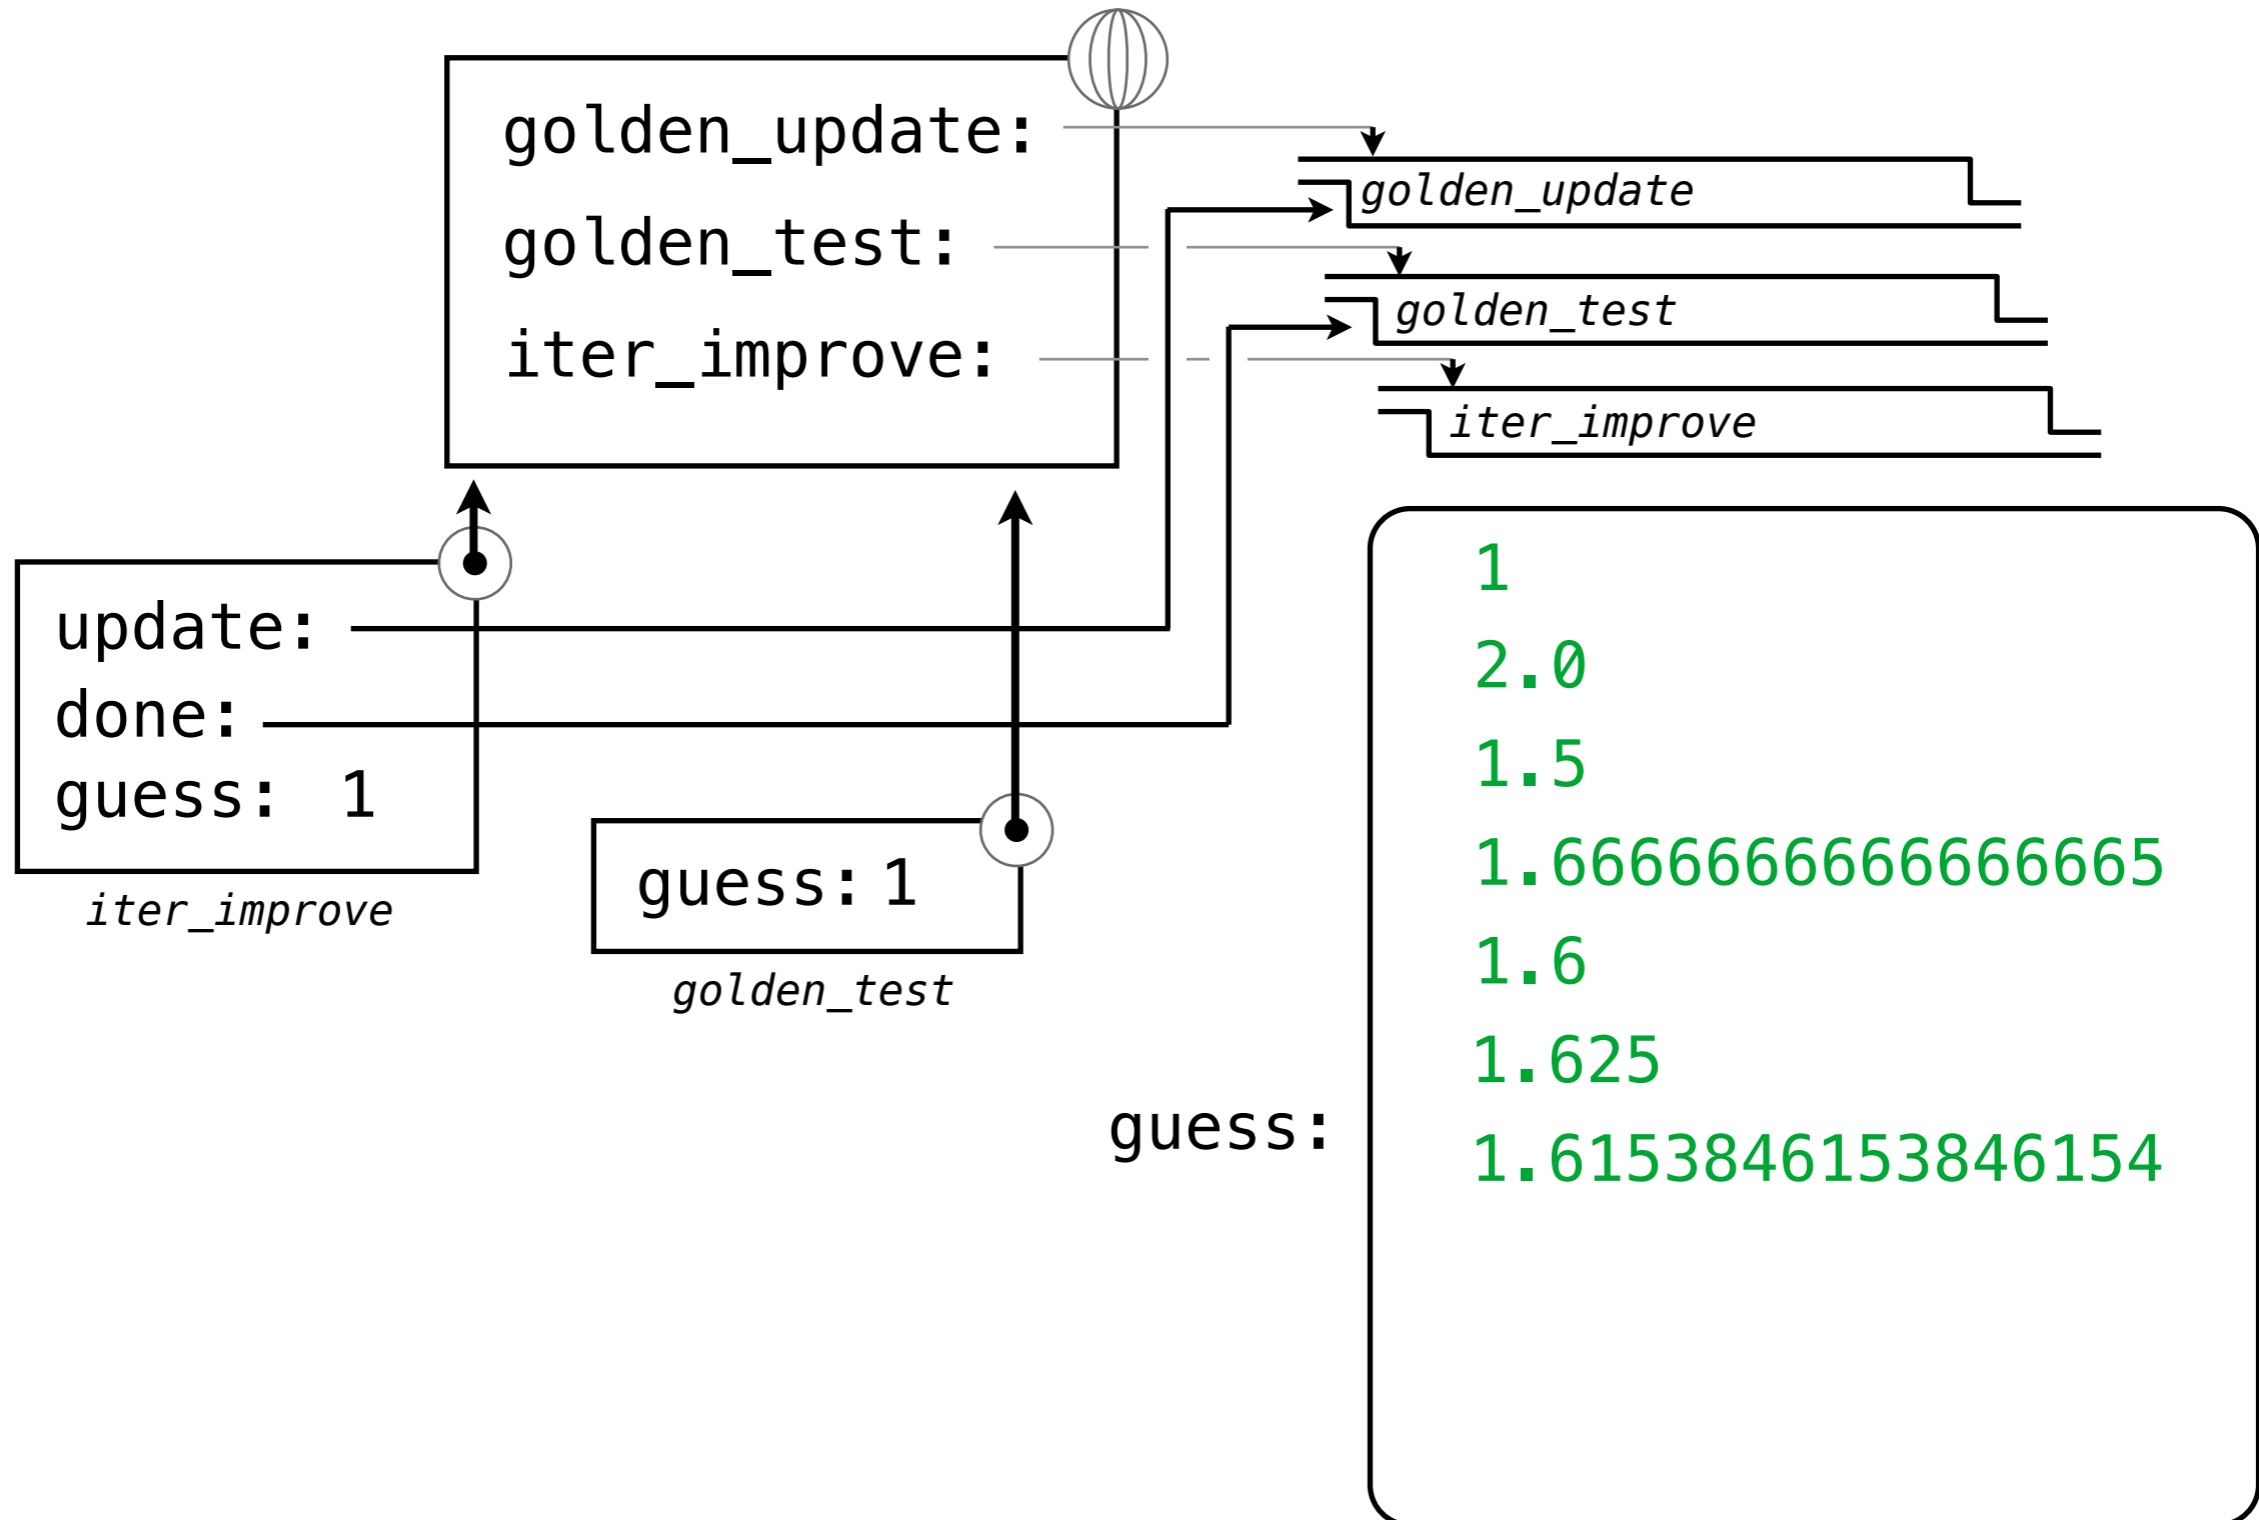 golden_update:
golden_update
golden_test:
golden_test
iter_improve:
iter_improve
update:
done:
guess: 1
iter_improve
guess: 1
golden_test
guess:
1
2.0
1.5
1.6666666666666665
1.6
1.625
1.6153846153846154